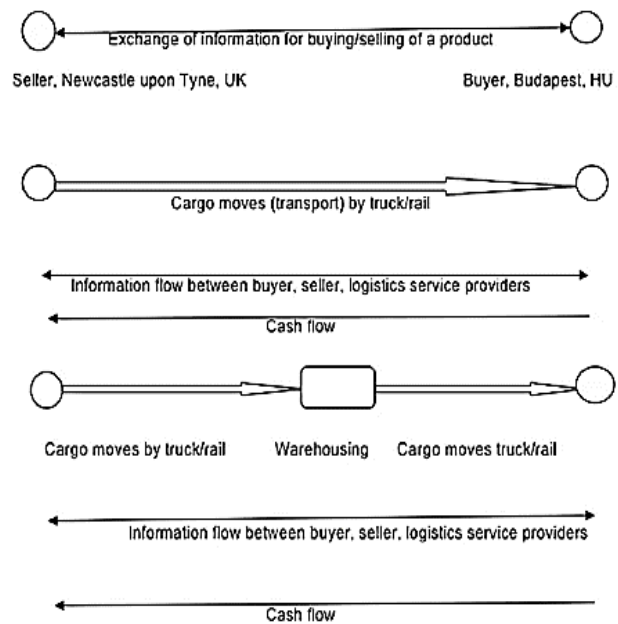 Exchange of information for buying/selling of a product
Seller, Newcastle upon Tyne, UK
Buyer, Budapest, HU
Cargo moves (transport) by truck/rail
Information flow between buyer, seller, logistics service providers
Cash flow
Cargo moves by truck/rail
Warehousing
Cargo moves truck/rail
Information flow between buyer, seller, logistics service providers
Cash flow